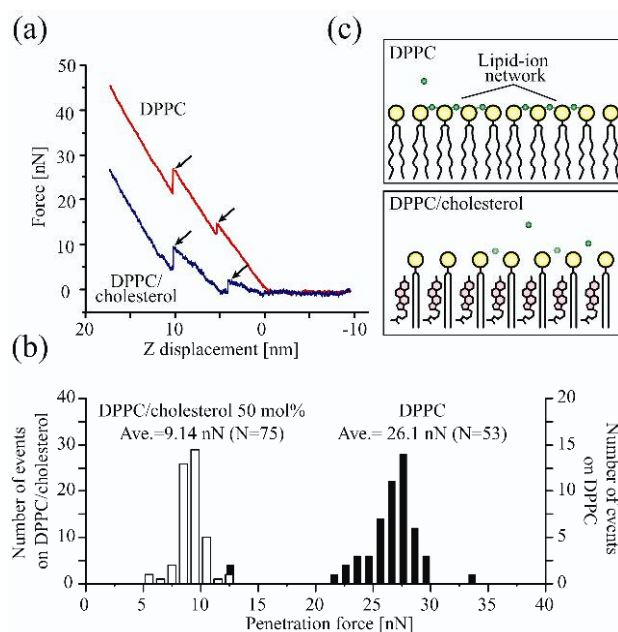 (a)
50
40
30
20
10
0
Force [nN]
DPPC
DPPC/
cholesterol
20
10
0
-10
Z displacement [nm]
(c)
DPPC
Lipid-ion
network
DPPC/cholesterol
(b)
40
30
20
10
0
Number of events
on DPPC/cholesterol
DPPC/cholesterol 50 mol%
Ave.=9.14 nN (N=75)
DPPC
Ave.= 26.1 nN (N=53)
20
15
10
5
0
Number of events
on DPPC
0
5
10
15
20
25
30
35
40
Penetration force [nN]